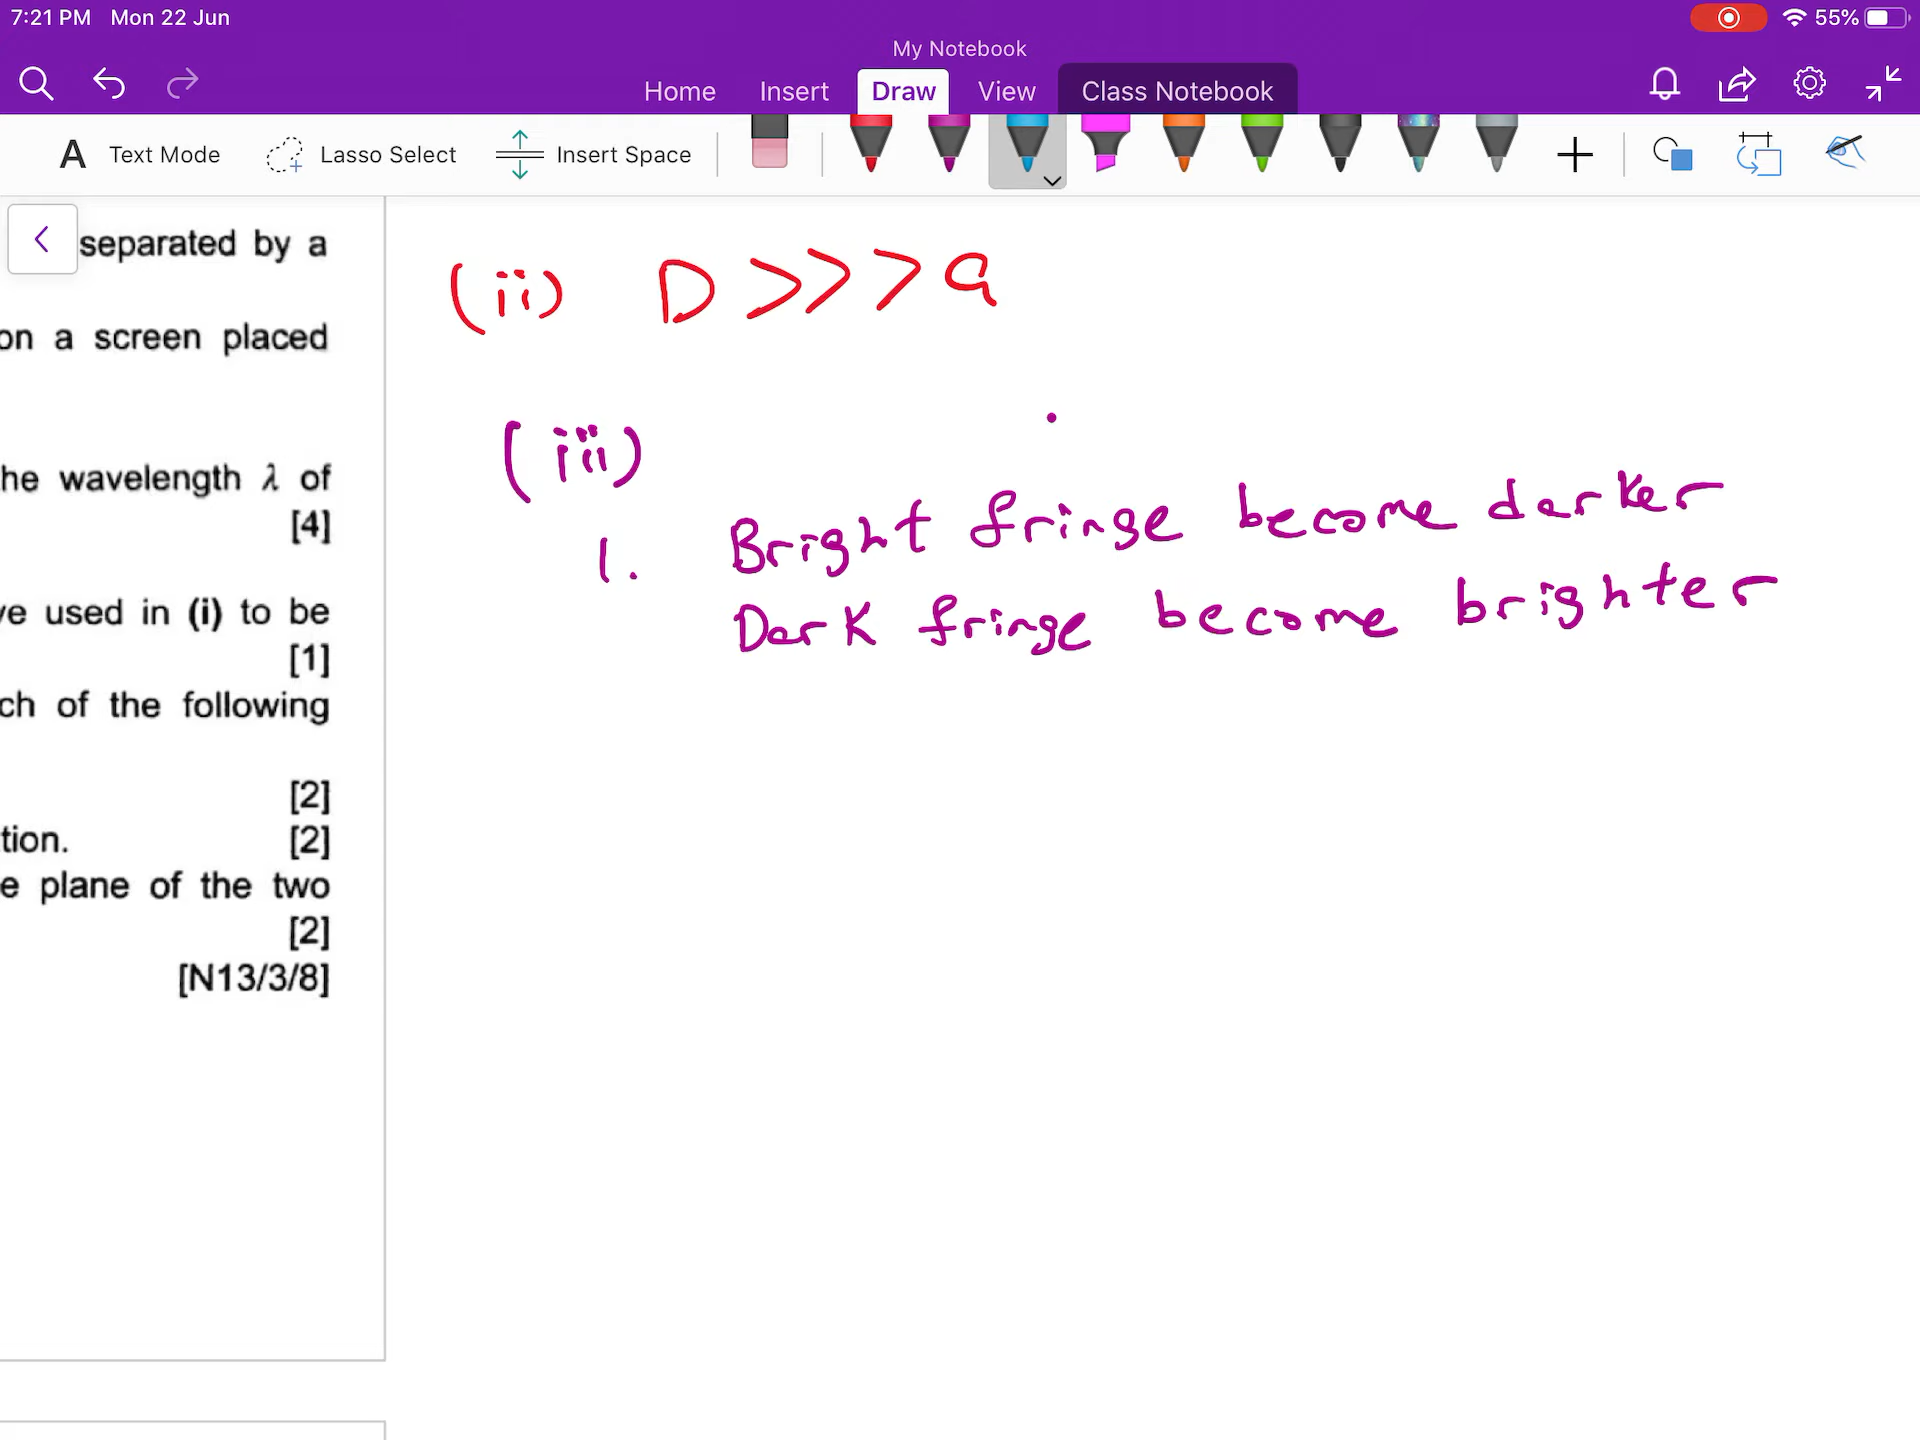 7:21 PM Mon 22 Jun
55%
My Notebook
Home Insert Draw View Class Notebook
A Text Mode Lasso Select Insert Space
separated by a
on a screen placed
he wavelength λ of
[4]
ve used in (i) to be
[1]
ch of the following
[2]
tion. [2]
e plane of the two
[2]
[N13/3/8]
(ii) D >>> a
(iii)
1. Bright fringe become darker
Dark fringe become brighter